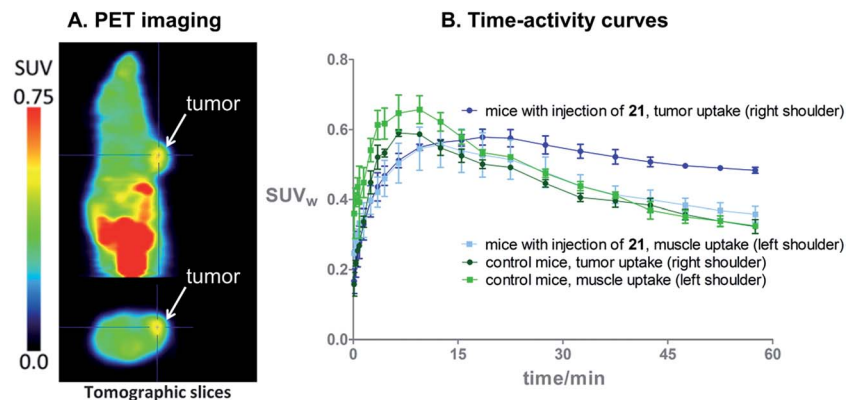 A. PET imaging
SUV
0.75
0.0
tumor
tumor
Tomographic slices
B. Time-activity curves
0.8
0.6
0.4
0.2
0.0
SUVw
mice with injection of 21, tumor uptake (right shoulder)
mice with injection of 21, muscle uptake (left shoulder)
control mice, tumor uptake (right shoulder)
control mice, muscle uptake (left shoulder)
0
15
30
45
60
time/min